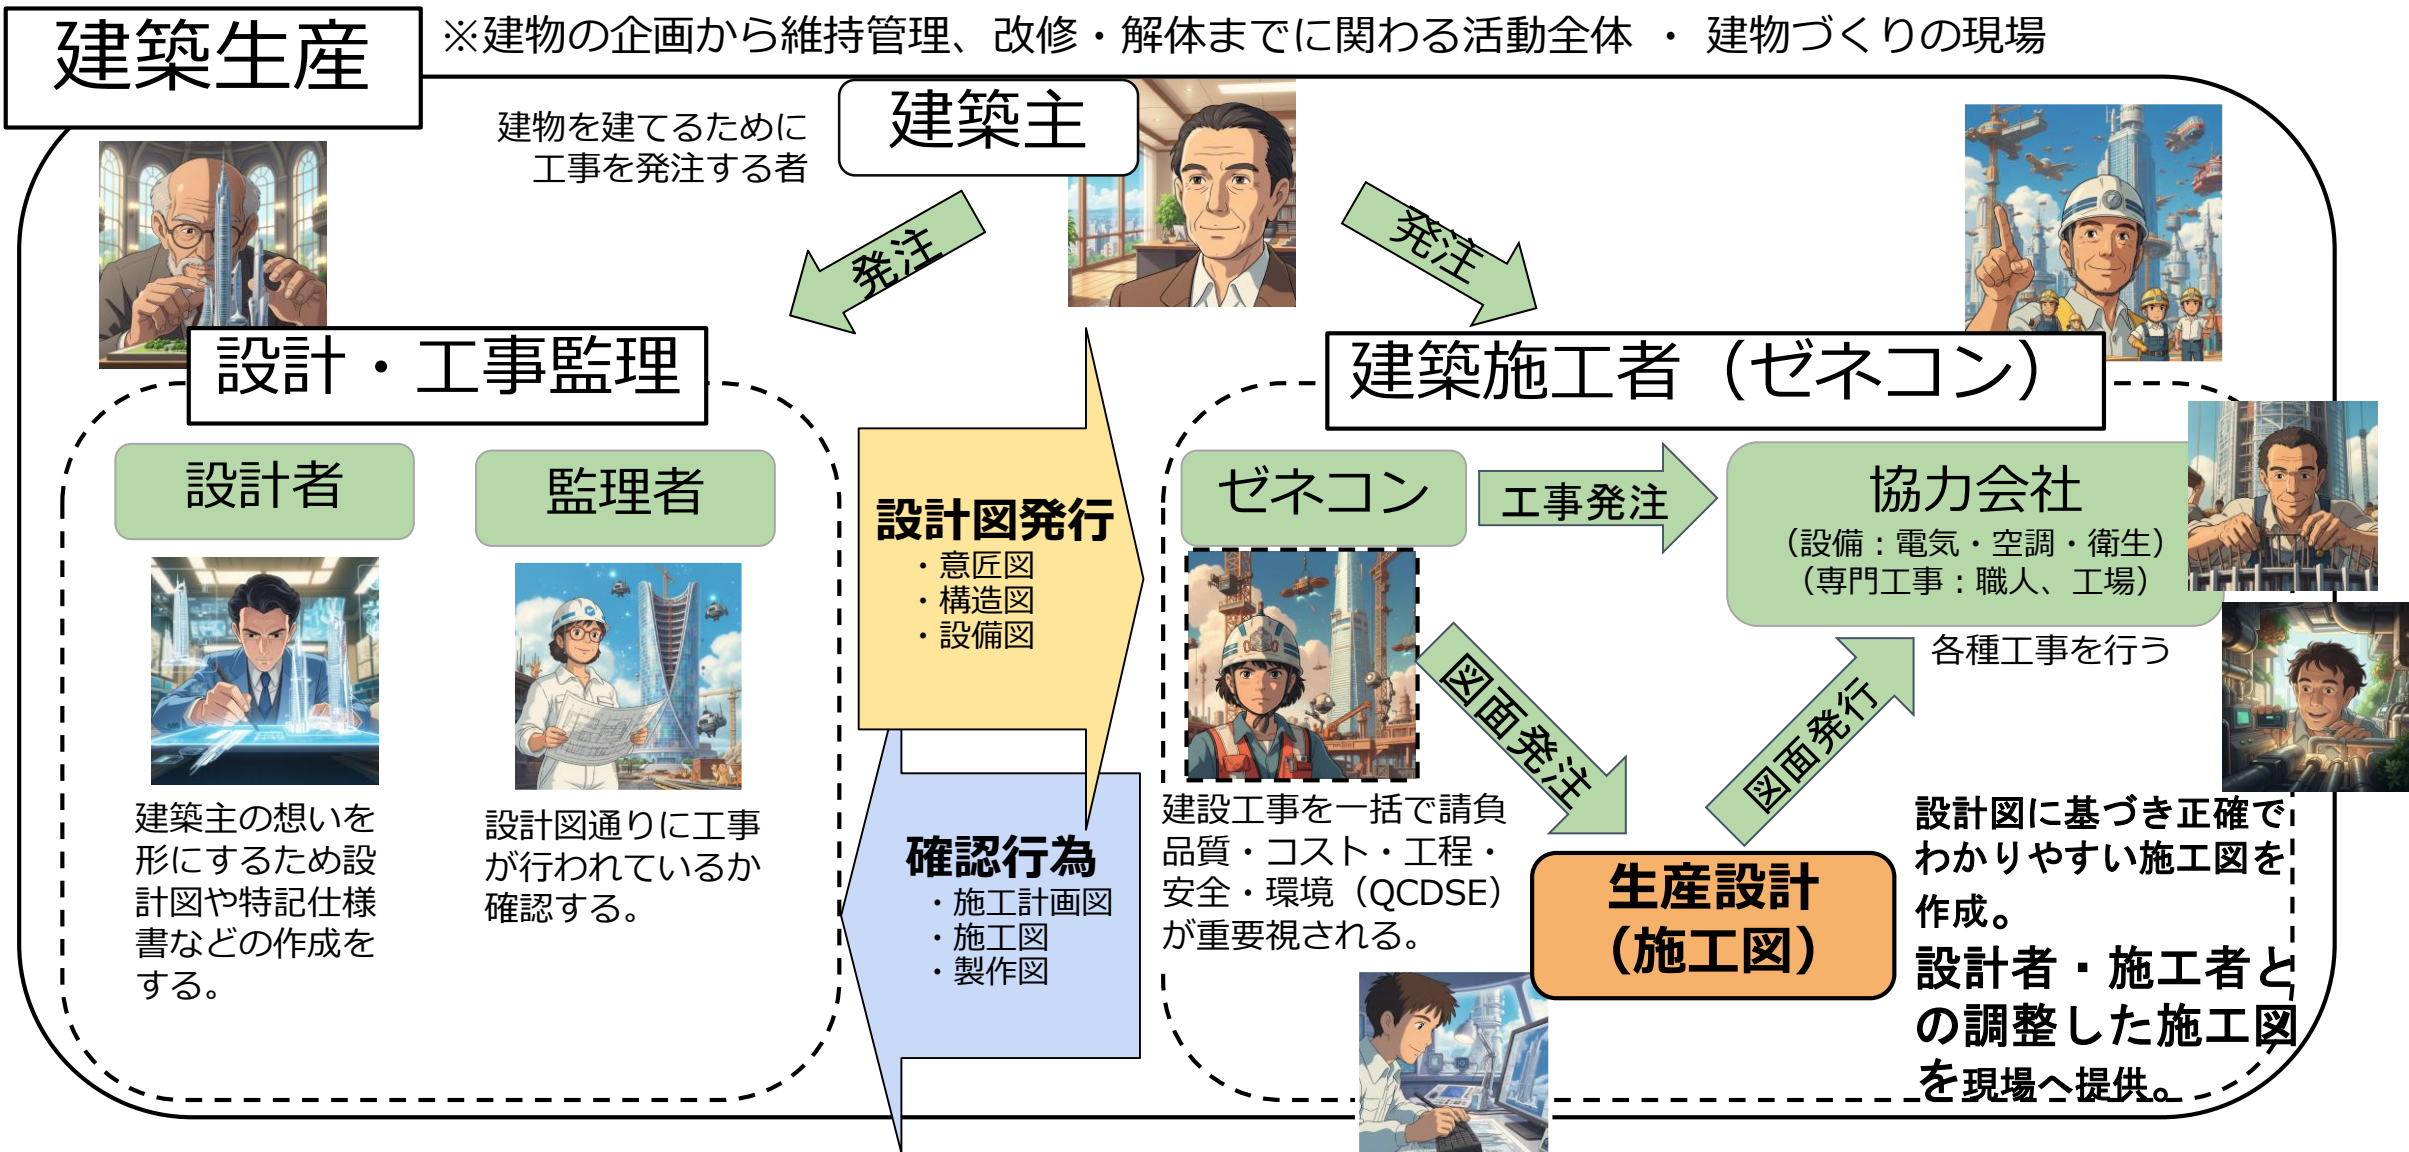 建築生産
※建物の企画から維持管理、改修・解体までに関わる活動全体 ・ 建物づくりの現場
建物を建てるために
工事を発注する者
建築主
発注
発注
設計・工事監理
設計者
監理者
建築主の想いを
形にするため設
計図や特記仕様
書などの作成を
する。
設計図通りに工事
が行われているか
確認する。
設計図発行
・意匠図
・構造図
・設備図
確認行為
・施工計画図
・施工図
・製作図
建築施工者（ゼネコン）
ゼネコン
工事発注
協力会社
（設備：電気・空調・衛生）
（専門工事：職人、工場）
各種工事を行う
建設工事を一括で請負
品質・コスト・工程・
安全・環境（QCDSE）
が重要視される。
図面発注
図面発行
生産設計
（施工図）
設計図に基づき正確で
わかりやすい施工図を
作成。
設計者・施工者と
の調整した施工図
を現場へ提供。